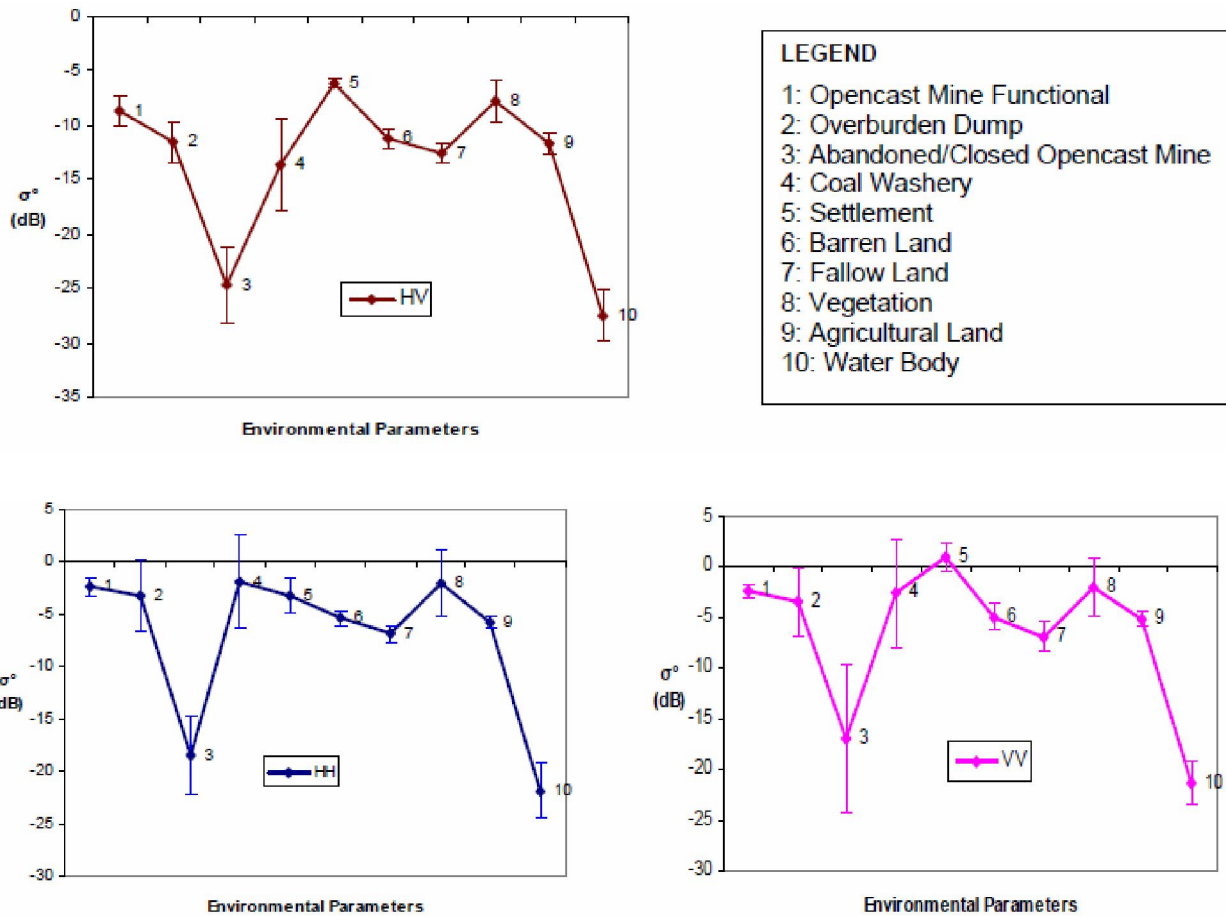 0
-5
-10
-15
-20
-25
-30
-35
σ°
(dB)
1
2
3
4
5
6
7
8
9
10
HV
Environmental Parameters
LEGEND
1: Opencast Mine Functional
2: Overburden Dump
3: Abandoned/Closed Opencast Mine
4: Coal Washery
5: Settlement
6: Barren Land
7: Fallow Land
8: Vegetation
9: Agricultural Land
10: Water Body
5
0
-5
-10
-15
-20
-25
-30
σ°
dB)
1
2
3
4
5
6
7
8
9
10
HH
Environmental Parameters
5
0
-5
-10
-15
-20
-25
-30
σ°
(dB)
1
2
3
4
5
6
7
8
9
10
VV
Environmental Parameters